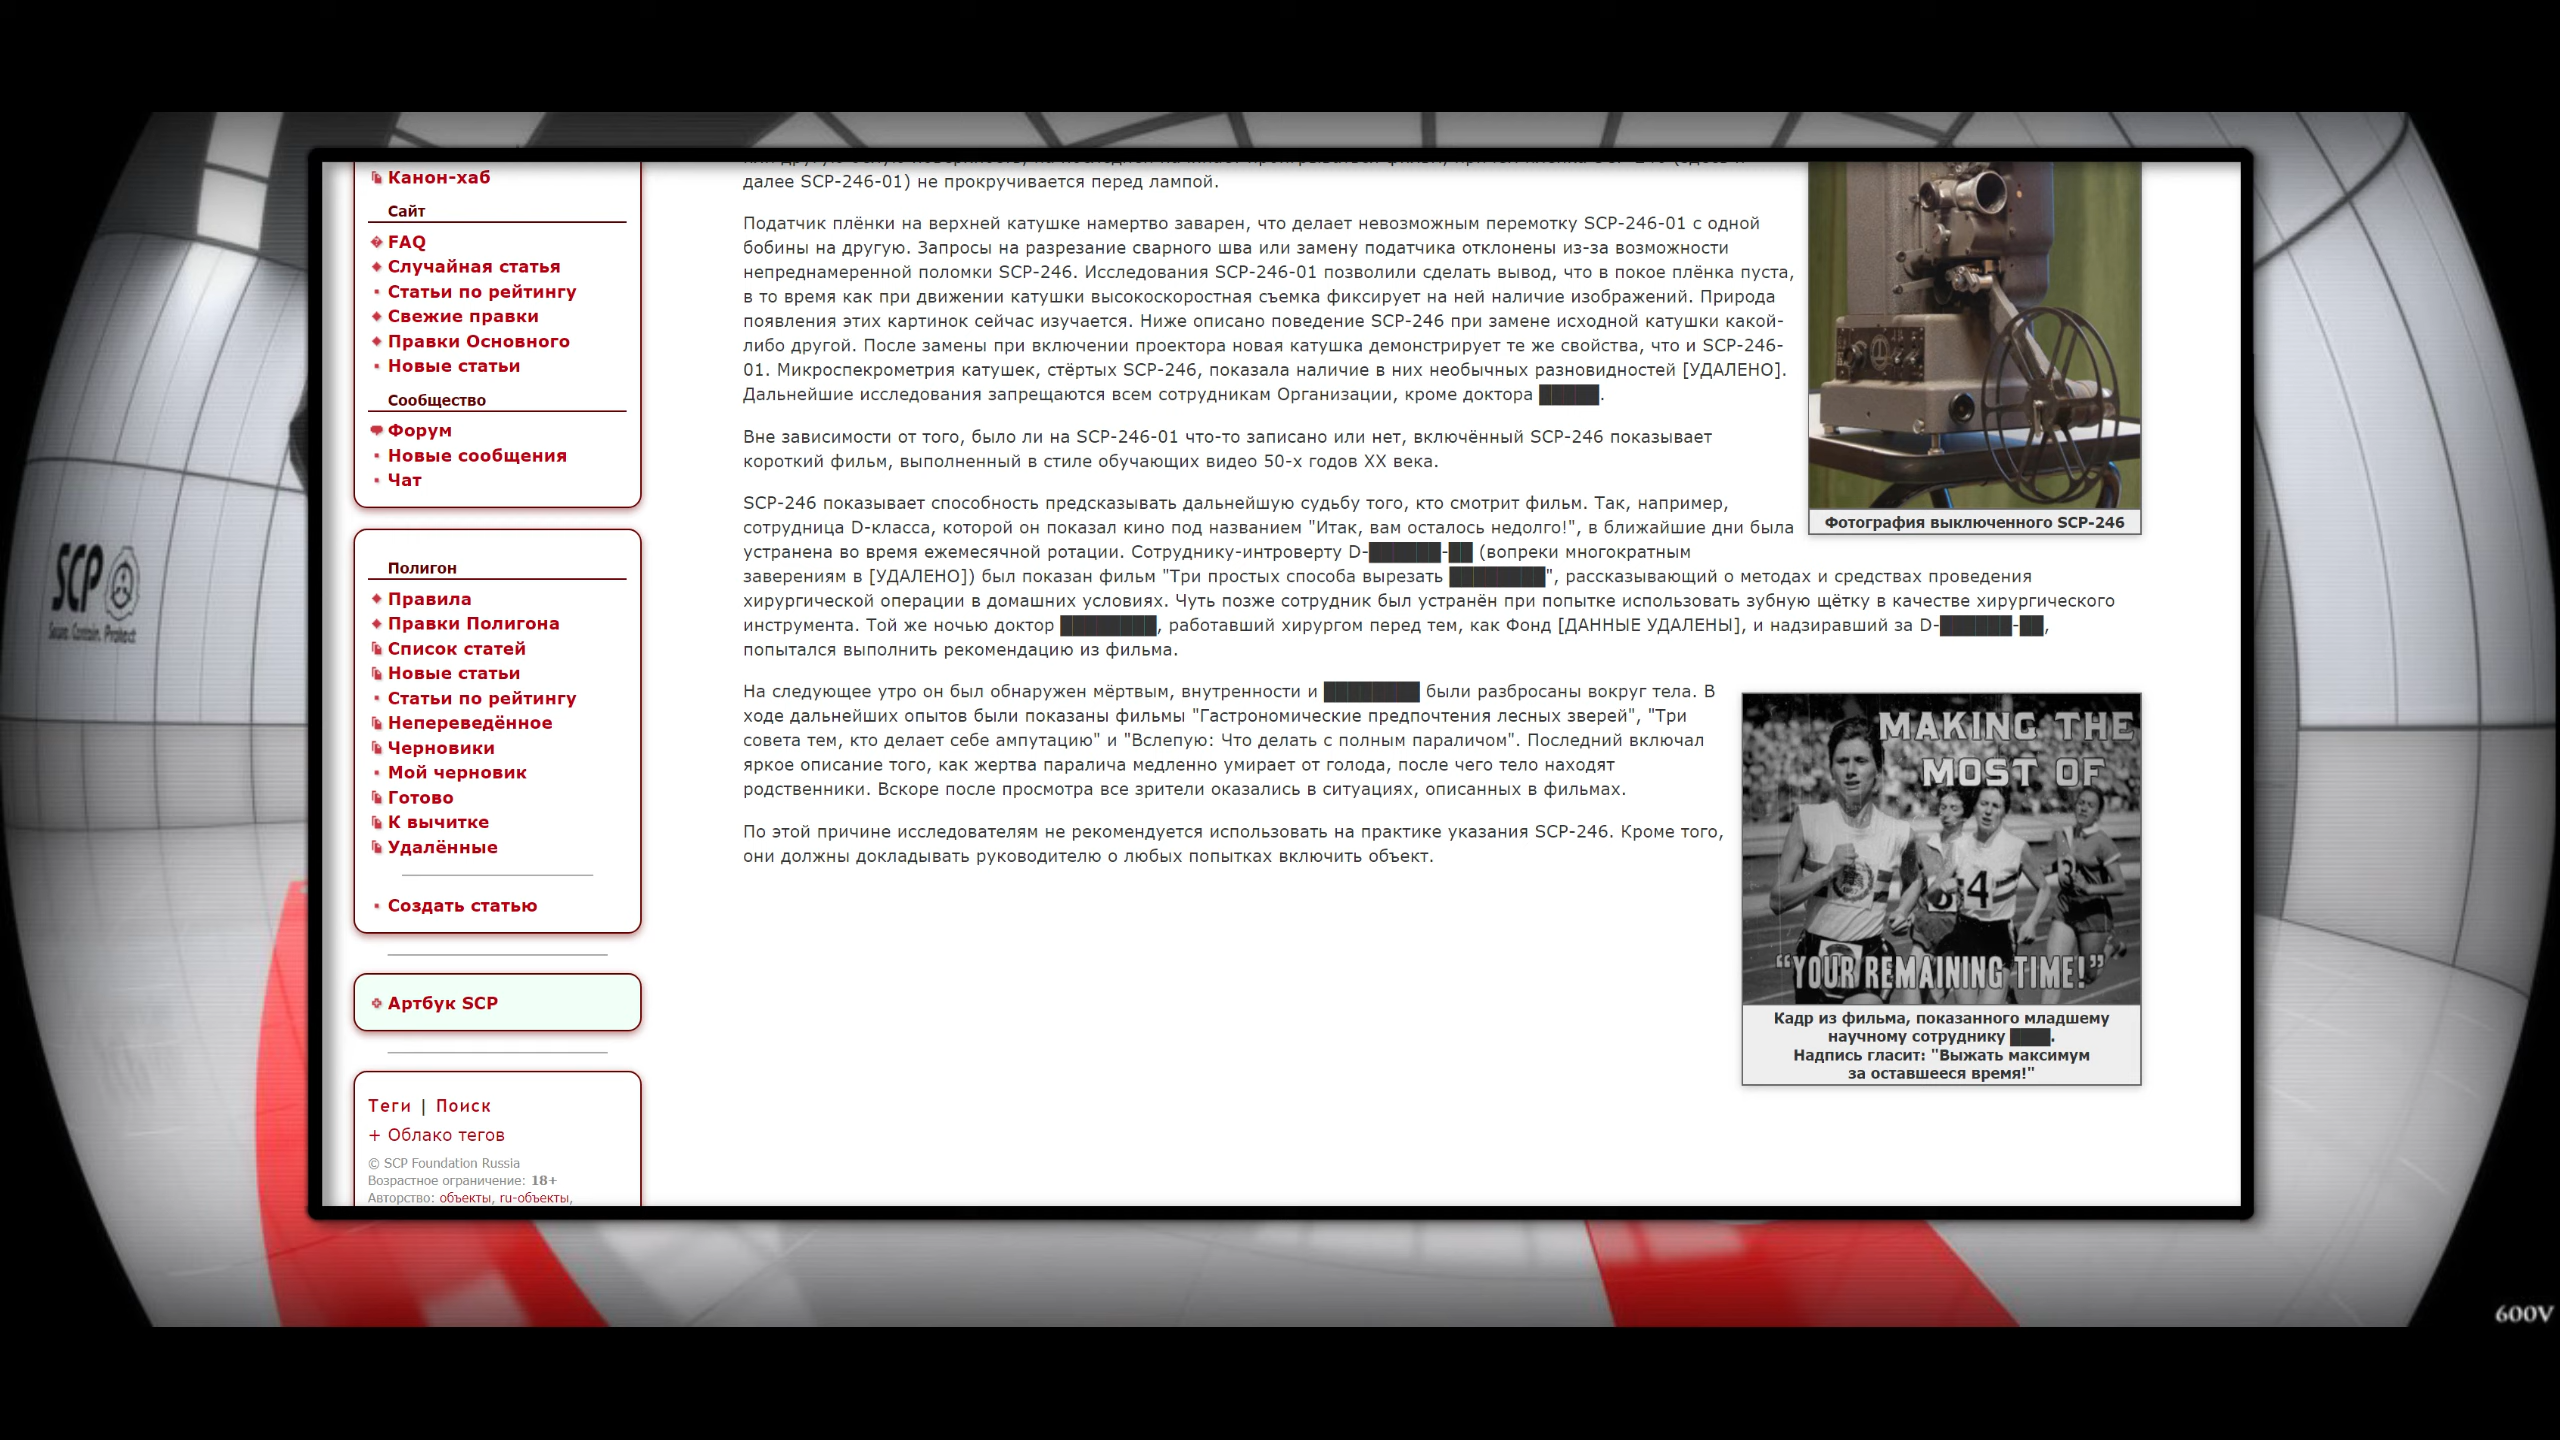 Канон-хаб
Сайт
FAQ
Случайная статья
Статьи по рейтингу
Свежие правки
Правки Основного
Новые статьи
Сообщество
Форум
Новые сообщения
Чат
Полигон
Правила
Правки Полигона
Список статей
Новые статьи
Статьи по рейтингу
Непереведённое
Черновики
Мой черновик
Готово
К вычитке
Удалённые
Создать статью
Артбук SCP
Теги | Поиск
+ Облако тегов
© SCP Foundation Russia
Возрастное ограничение: 18+
Авторство: объекты, ru-объекты,
далее SCP-246-01) не прокручивается перед лампой.
Податчик плёнки на верхней катушке намертво заварен, что делает невозможным перемотку SCP-246-01 с одной
бобины на другую. Запросы на разрезание сварного шва или замену податчика отклонены из-за возможности
непреднамеренной поломки SCP-246. Исследования SCP-246-01 позволили сделать вывод, что в покое плёнка пуста,
в то время как при движении катушки высокоскоростная съемка фиксирует на ней наличие изображений. Природа
появления этих картинок сейчас изучается. Ниже описано поведение SCP-246 при замене исходной катушки какой-
либо другой. После замены при включении проектора новая катушка демонстрирует те же свойства, что и SCP-246-
01. Микроспекрометрия катушек, стёртых SCP-246, показала наличие в них необычных разновидностей [УДАЛЕНО].
Дальнейшие исследования запрещаются всем сотрудникам Организации, кроме доктора █████.
Вне зависимости от того, было ли на SCP-246-01 что-то записано или нет, включённый SCP-246 показывает
короткий фильм, выполненный в стиле обучающих видео 50-х годов XX века.
SCP-246 показывает способность предсказывать дальнейшую судьбу того, кто смотрит фильм. Так, например,
сотрудница D-класса, которой он показал кино под названием "Итак, вам осталось недолго!", в ближайшие дни была
устранена во время ежемесячной ротации. Сотруднику-интроверту D-██████-██ (вопреки многократным
заверениям в [УДАЛЕНО]) был показан фильм "Три простых способа вырезать ████████", рассказывающий о методах и средствах проведения
хирургической операции в домашних условиях. Чуть позже сотрудник был устранён при попытке использовать зубную щётку в качестве хирургического
инструмента. Той же ночью доктор ████████, работавший хирургом перед тем, как Фонд [ДАННЫЕ УДАЛЕНЫ], и надзиравший за D-██████-██,
попытался выполнить рекомендацию из фильма.
На следующее утро он был обнаружен мёртвым, внутренности и ████████ были разбросаны вокруг тела. В
ходе дальнейших опытов были показаны фильмы "Гастрономические предпочтения лесных зверей", "Три
совета тем, кто делает себе ампутацию" и "Вслепую: Что делать с полным параличом". Последний включал
яркое описание того, как жертва паралича медленно умирает от голода, после чего тело находят
родственники. Вскоре после просмотра все зрители оказались в ситуациях, описанных в фильмах.
По этой причине исследователям не рекомендуется использовать на практике указания SCP-246. Кроме того,
они должны докладывать руководителю о любых попытках включить объект.
Фотография выключенного SCP-246
MAKING THE
MOST OF
“YOUR REMAINING TIME!”
Кадр из фильма, показанного младшему
научному сотруднику ████.
Надпись гласит: "Выжать максимум
за оставшееся время!"
SCP
Secure. Contain. Protect
600V